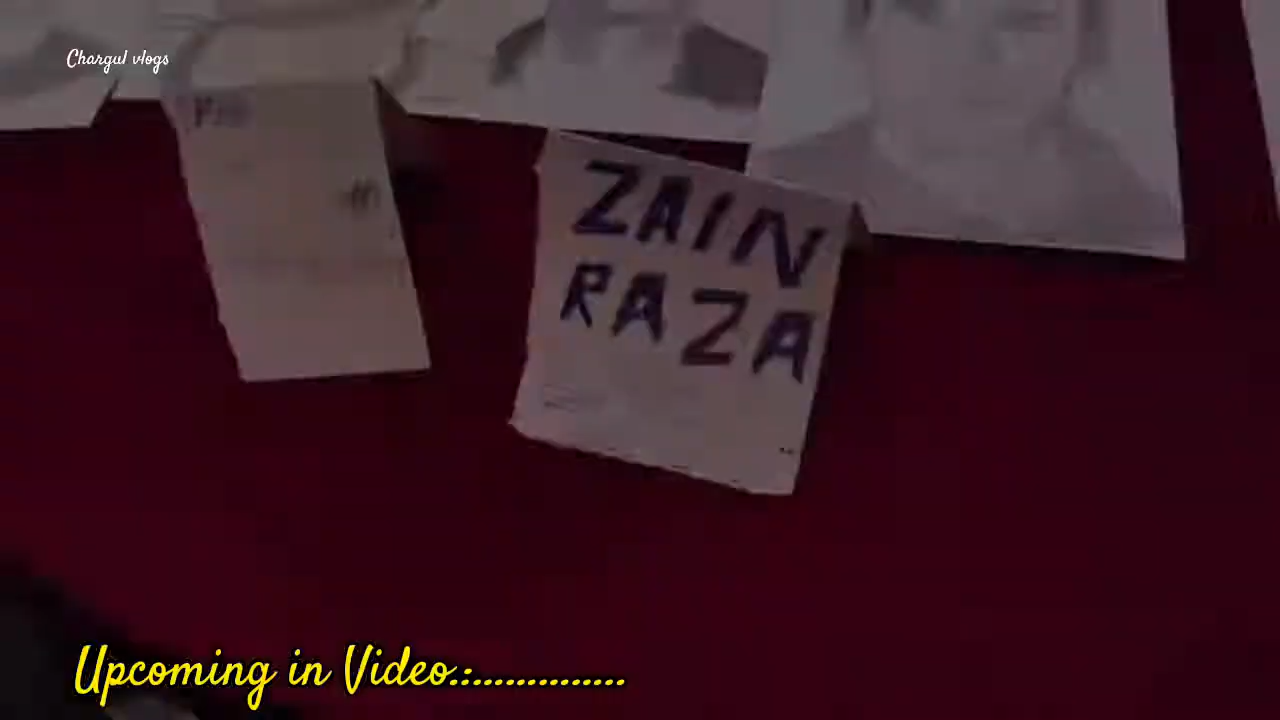 Chargul vlogs
ZAIN
RAZA
Upcoming in Video.:..............